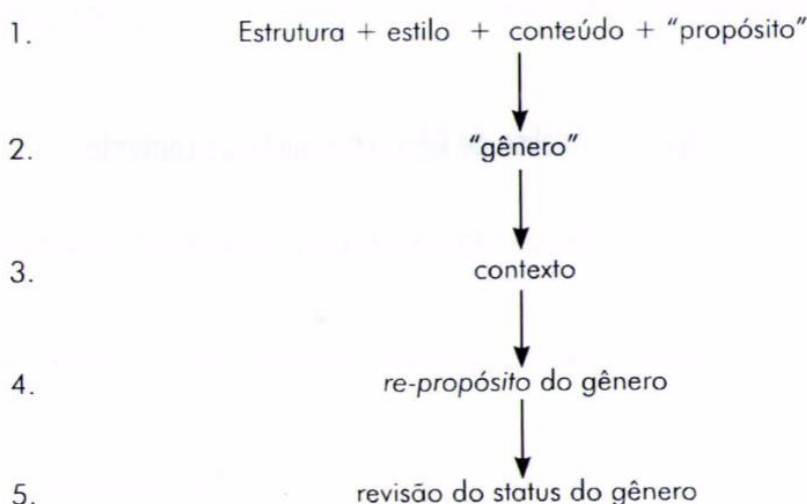 1. Estrutura + estilo + conteúdo + “propósito”
2. “gênero”
3. contexto
4. re-propósito do gênero
5. revisão do status do gênero